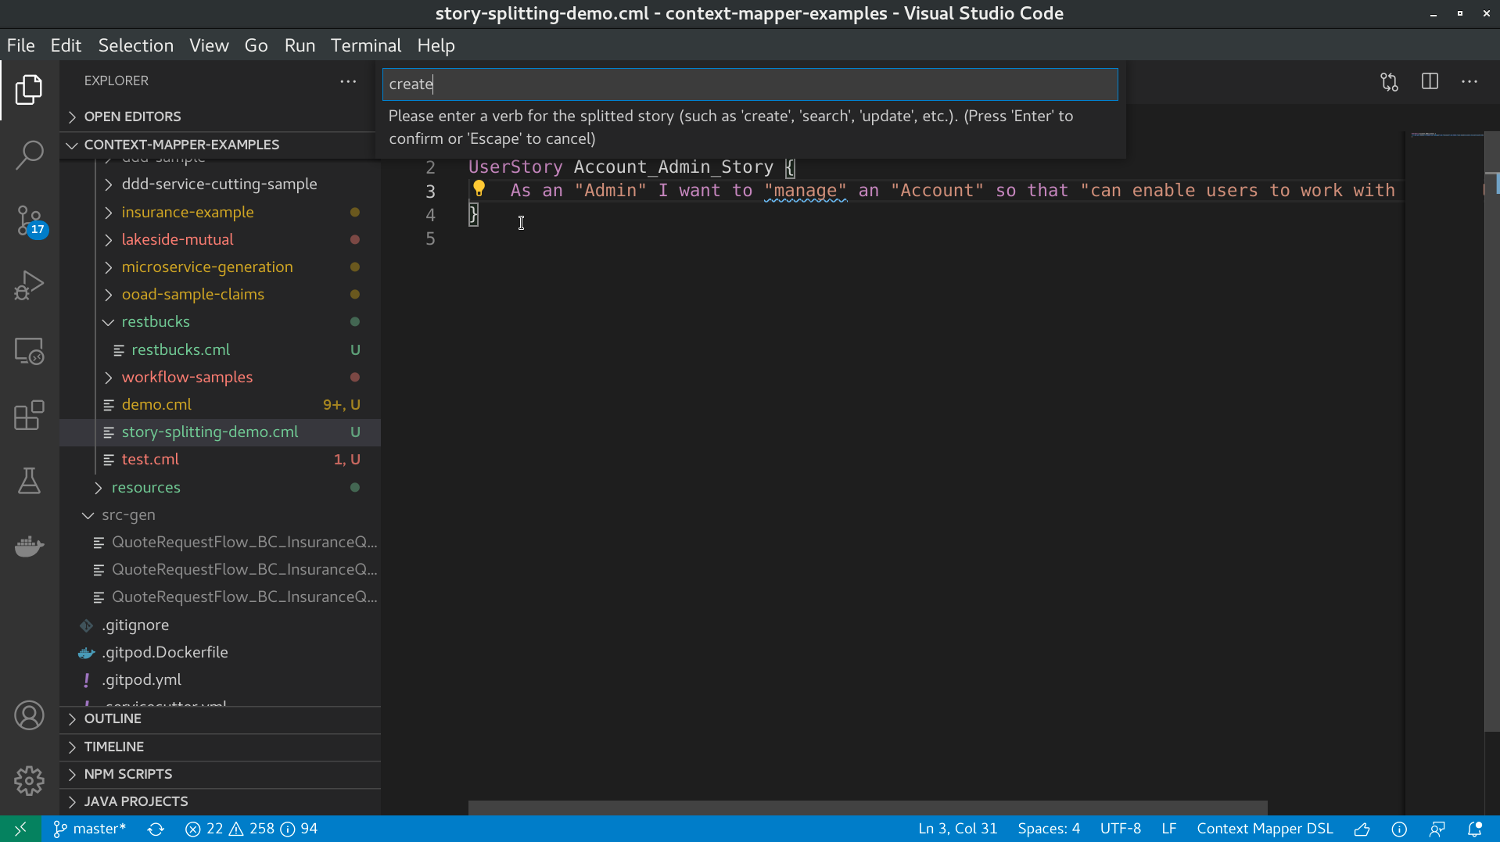 story-splitting-demo.cml - context-mapper-examples - Visual Studio Code
File Edit Selection View Go Run Terminal Help
EXPLORER
OPEN EDITORS
CONTEXT-MAPPER-EXAMPLES
ddd-sample
ddd-service-cutting-sample
insurance-example
lakeside-mutual
microservice-generation
ooad-sample-claims
restbucks
restbucks.cml U
workflow-samples
demo.cml 9+, U
story-splitting-demo.cml U
test.cml 1, U
resources
src-gen
QuoteRequestFlow_BC_InsuranceQ...
QuoteRequestFlow_BC_InsuranceQ...
QuoteRequestFlow_BC_InsuranceQ...
.gitignore
.gitpod.Dockerfile
.gitpod.yml
.servicecutter.yml
OUTLINE
TIMELINE
NPM SCRIPTS
JAVA PROJECTS
17
create
Please enter a verb for the splitted story (such as 'create', 'search', 'update', etc.). (Press 'Enter' to
confirm or 'Escape' to cancel)
2 UserStory Account_Admin_Story {
3 As an "Admin" I want to "manage" an "Account" so that "can enable users to work with
4 }
5
master* 22 258 94 Ln 3, Col 31 Spaces: 4 UTF-8 LF Context Mapper DSL